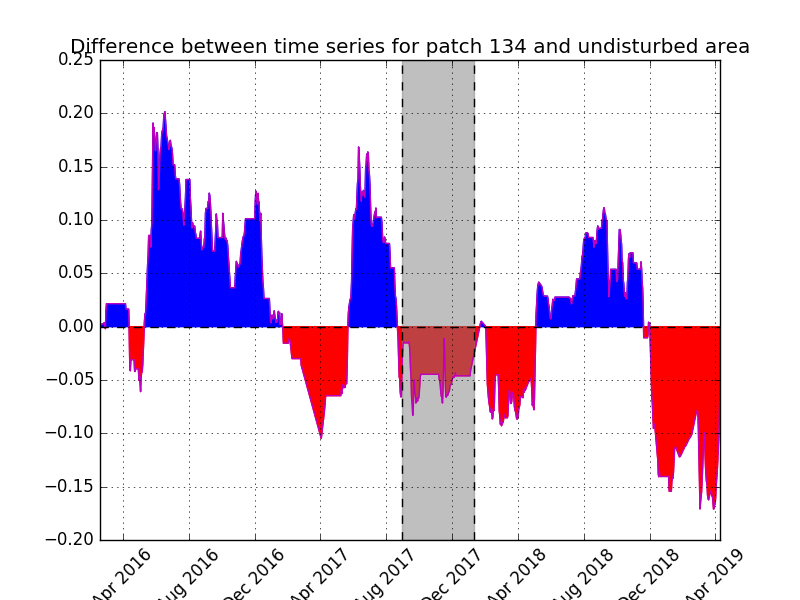 Difference between time series for patch 134 and undisturbed area
0.25
0.20
0.15
0.10
0.05
0.00
−0.05
−0.10
−0.15
−0.20
Apr 2016
Aug 2016
Dec 2016
Apr 2017
Aug 2017
Dec 2017
Apr 2018
Aug 2018
Dec 2018
Apr 2019